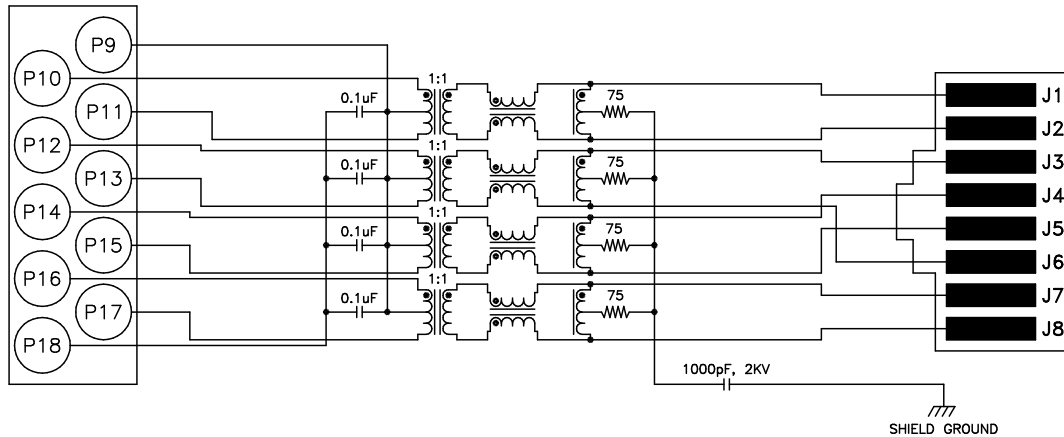 P9
P10
P11
P12
P13
P14
P15
P16
P17
P18
0.1uF
0.1uF
0.1uF
0.1uF
1:1
1:1
1:1
1:1
75
75
75
75
1000pF, 2KV
SHIELD GROUND
J1
J2
J3
J4
J5
J6
J7
J8